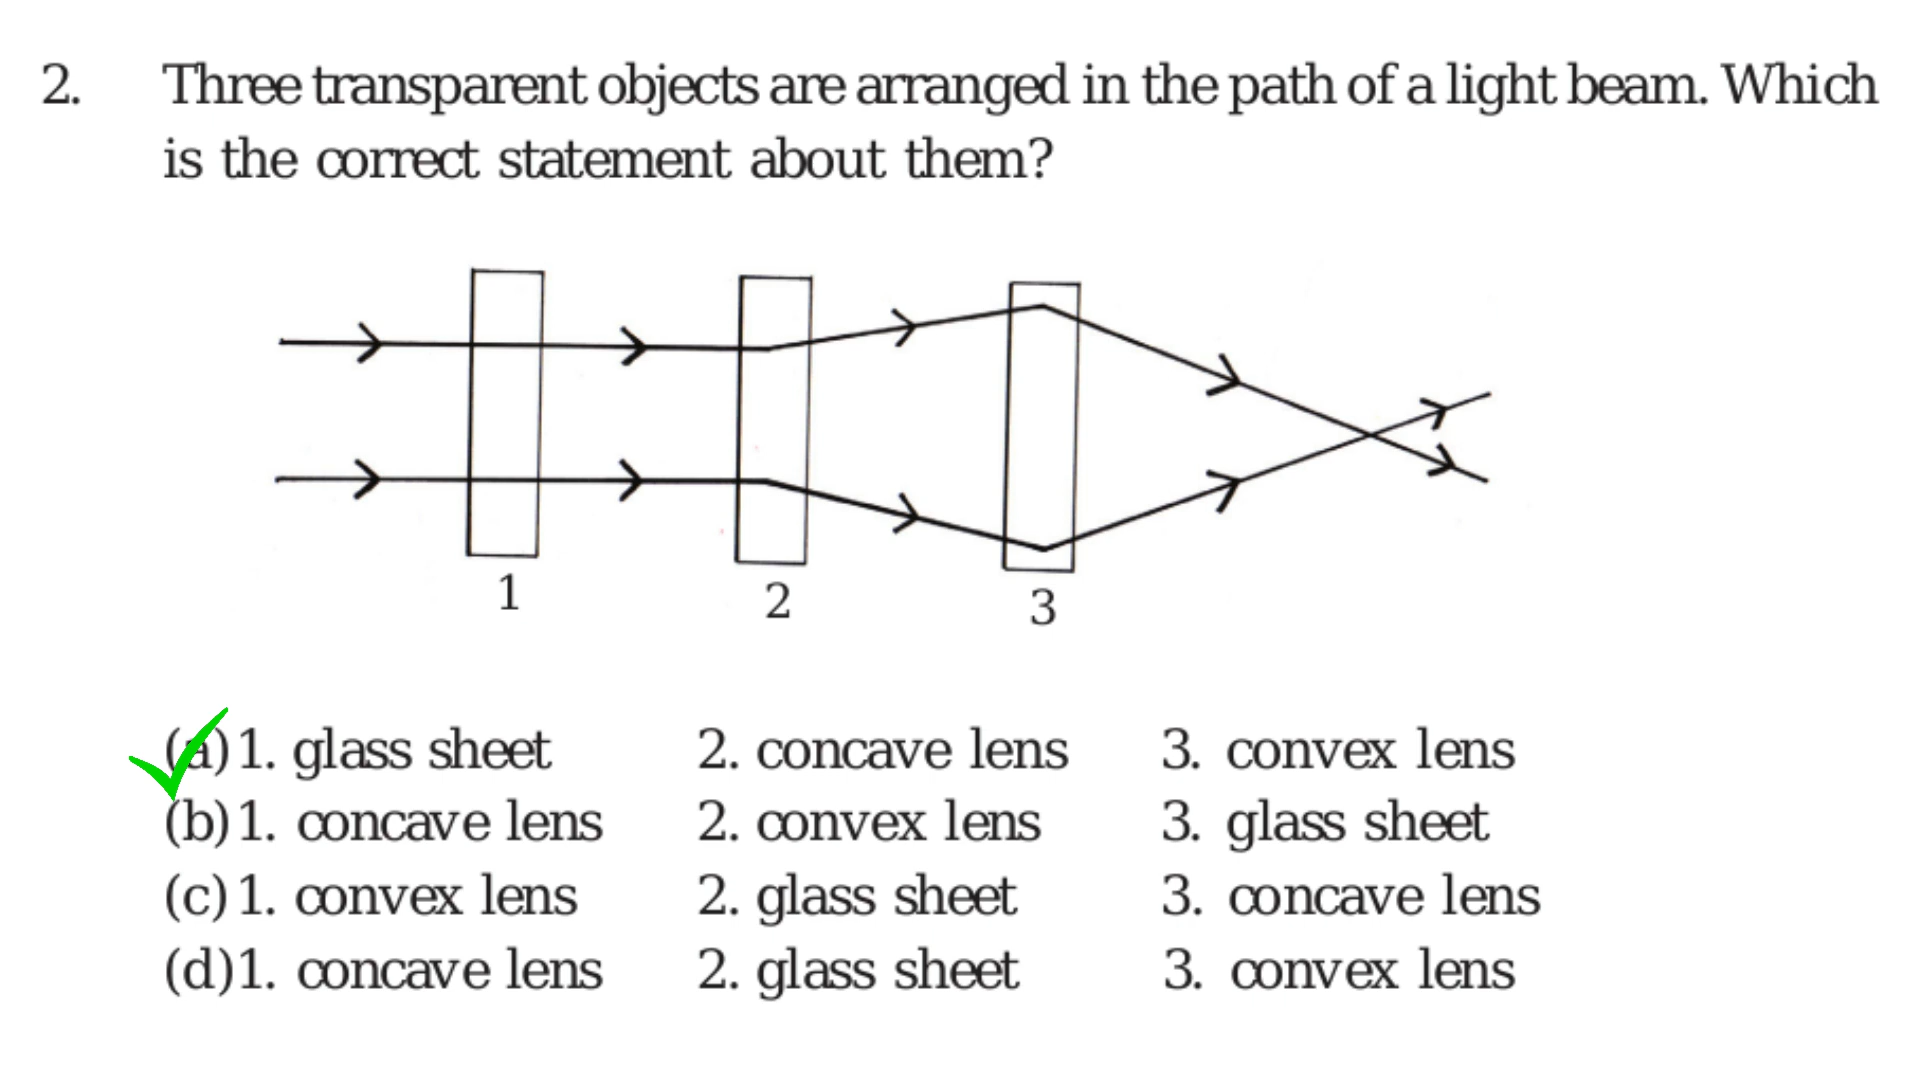 2. Three transparent objects are arranged in the path of a light beam. Which
is the correct statement about them?
1 2 3
(a) 1. glass sheet 2. concave lens 3. convex lens
(b) 1. concave lens 2. convex lens 3. glass sheet
(c) 1. convex lens 2. glass sheet 3. concave lens
(d) 1. concave lens 2. glass sheet 3. convex lens